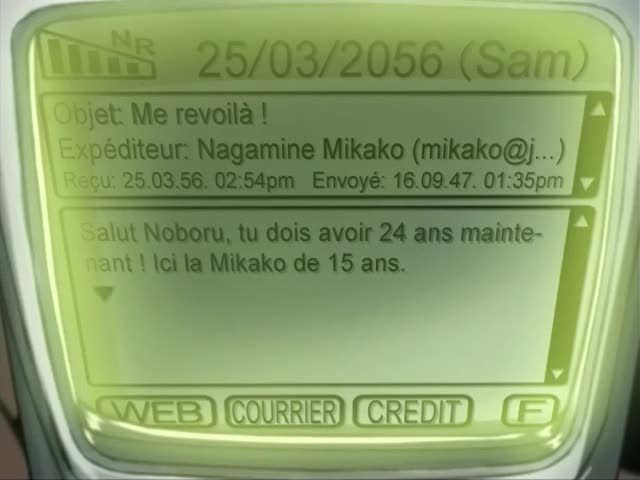 NR
25/03/2056 (Sam)
Objet: Me revoilà !
Expéditeur: Nagamine Mikako (mikako@j...)
Reçu: 25.03.56. 02:54pm Envoyé: 16.09.47. 01:35pm
Salut Noboru, tu dois avoir 24 ans mainte-
nant ! Ici la Mikako de 15 ans.
WEB COURRIER CREDIT F